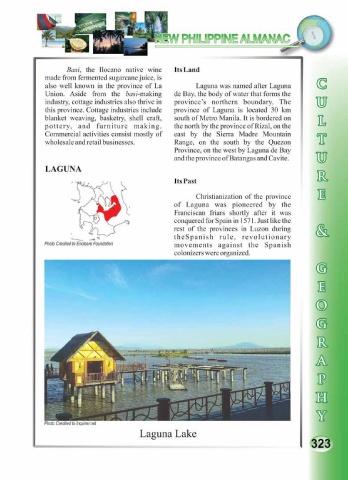 NEW PHILIPPINE ALMANAC
Basi, the Ilocano native wine
made from fermented sugarcane juice, is
also well known in the province of La
Union. Aside from the basi-making
industry, cottage industries also thrive in
this province. Cottage industries include
blanket weaving, basketry, shell craft,
pottery, and furniture making.
Commercial activities consist mostly of
wholesale and retail businesses.
LAGUNA
Photo Credited to Enolsere Foundation
Its Land
Laguna was named after Laguna
de Bay, the body of water that forms the
province's northern boundary. The
province of Laguna is located 30 km
south of Metro Manila. It is bordered on
the north by the province of Rizal, on the
east by the Sierra Madre Mountain
Range, on the south by the Quezon
Province, on the west by Laguna de Bay
and the province of Batangas and Cavite.
Its Past
Christianization of the province
of Laguna was pioneered by the
Franciscan friars shortly after it was
conquered for Spain in 1571. Just like the
rest of the provinces in Luzon during
theSpanish rule, revolutionary
movements against the Spanish
colonizers were organized.
Photo Credited to Inquirer.net
Laguna Lake
CULTURE & GEOGRAPHY
323